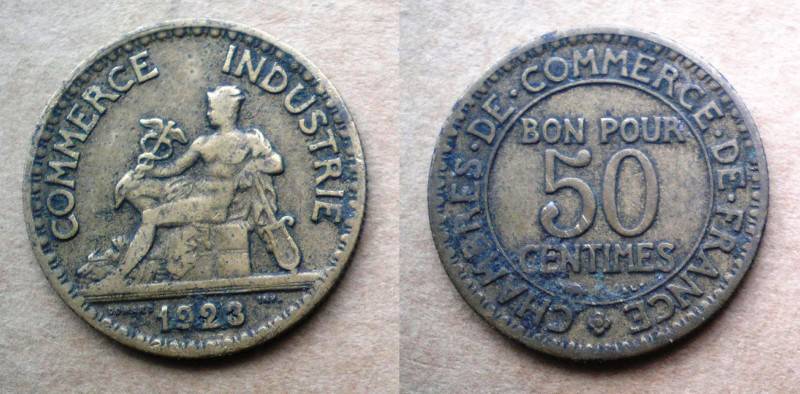 COMMERCE INDUSTRIE
1923
CHAMBRES·DE·COMMERCE·DE·FRANCE
BON POUR
50
CENTIMES